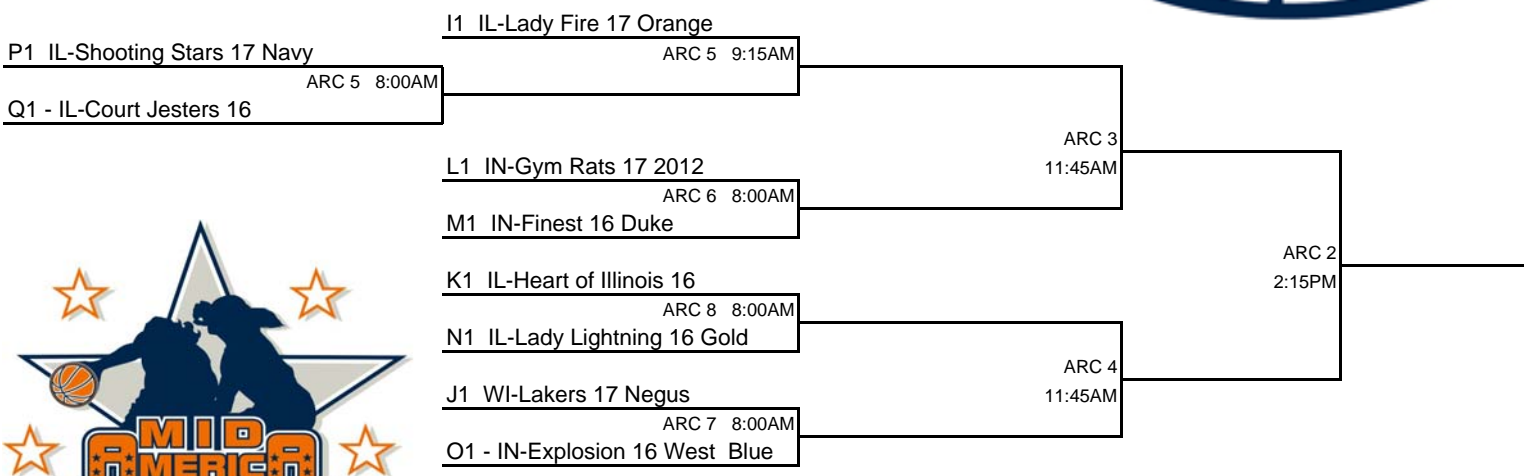 I1 IL-Lady Fire 17 Orange
P1 IL-Shooting Stars 17 Navy
ARC 5 9:15AM
ARC 5 8:00AM
Q1 - IL-Court Jesters 16
ARC 3
11:45AM
L1 IN-Gym Rats 17 2012
ARC 6 8:00AM
M1 IN-Finest 16 Duke
ARC 2
2:15PM
K1 IL-Heart of Illinois 16
ARC 8 8:00AM
N1 IL-Lady Lightning 16 Gold
ARC 4
11:45AM
J1 WI-Lakers 17 Negus
ARC 7 8:00AM
O1 - IN-Explosion 16 West Blue
MID
AMERICA